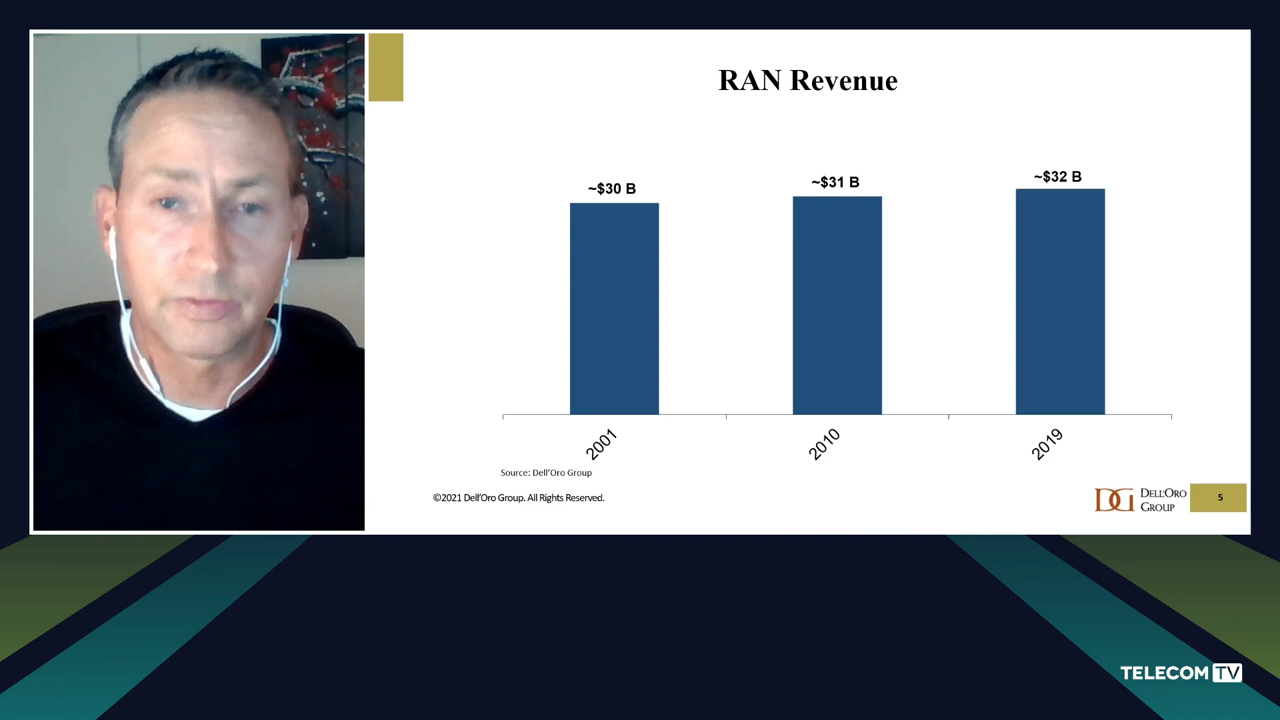 RAN Revenue
~$30 B
~$31 B
~$32 B
2001
2010
2019
Source: Dell'Oro Group
©2021 Dell'Oro Group. All Rights Reserved.
DG
DELL'ORO
GROUP
5
TELECOM TV